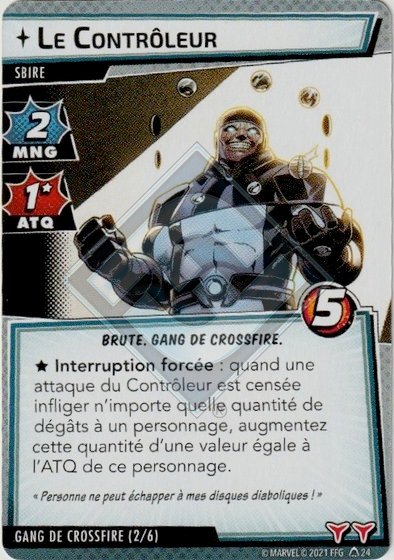 LE CONTRÔLEUR
SBIRE
2
MNG
1*
ATQ
5
BRUTE. GANG DE CROSSFIRE.
★ Interruption forcée : quand une
attaque du Contrôleur est censée
infliger n'importe quelle quantité de
dégâts à un personnage, augmentez
cette quantité d'une valeur égale à
l'ATQ de ce personnage.
« Personne ne peut échapper à mes disques diaboliques ! »
GANG DE CROSSFIRE (2/6)
© MARVEL © 2021 FFG 24